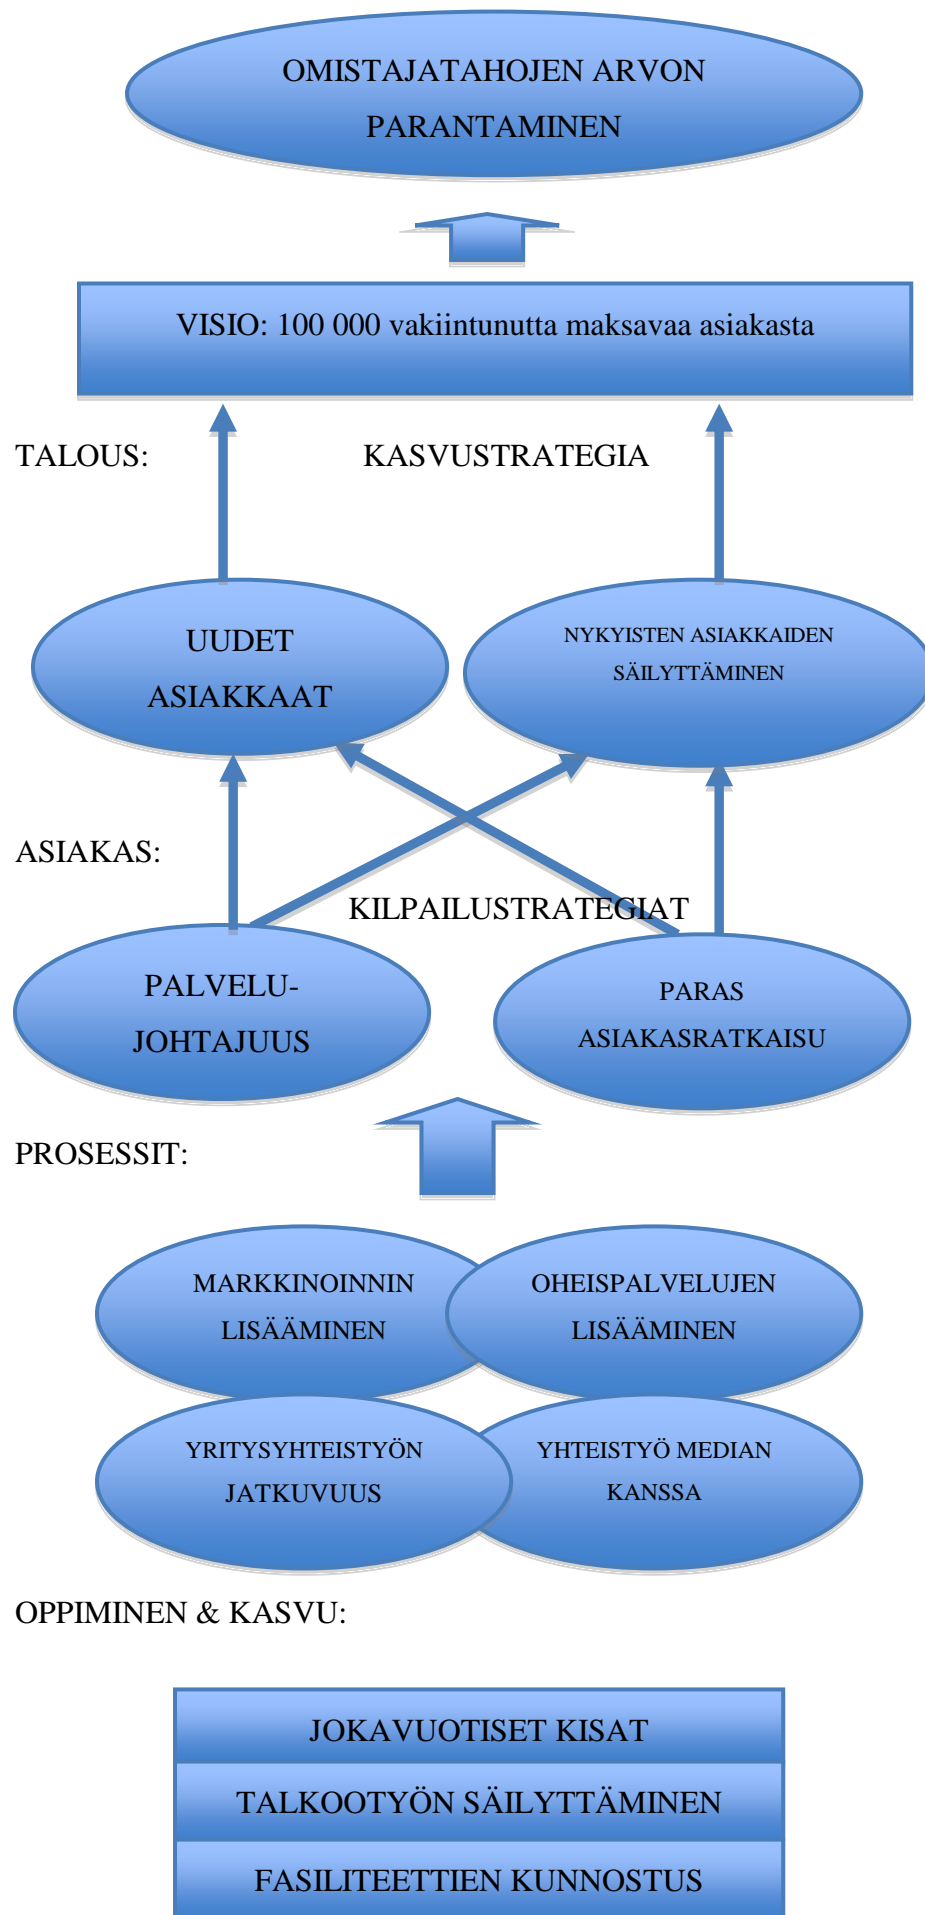 OMISTAJATAHOJEN ARVON
PARANTAMINEN
VISIO: 100 000 vakiintunutta maksavaa asiakasta
TALOUS:
KASVUSTRATEGIA
UUDET
ASIAKKAAT
NYKYISTEN ASIAKKAIDEN
SÄILYTTÄMINEN
ASIAKAS:
KILPAILUSTRATEGIAT
PALVELU-
JOHTAJUUS
PARAS
ASIAKASRATKAISU
PROSESSIT:
MARKKINOINNIN
LISÄÄMINEN
OHEISPALVELUJEN
LISÄÄMINEN
YRITYSYHTEISTYÖN
JATKUVUUS
YHTEISTYÖ MEDIAN
KANSSA
OPPIMINEN & KASVU:
JOKAVUOTISET KISAT
TALKOOTYÖN SÄILYTTÄMINEN
FASILITEETTIEN KUNNOSTUS